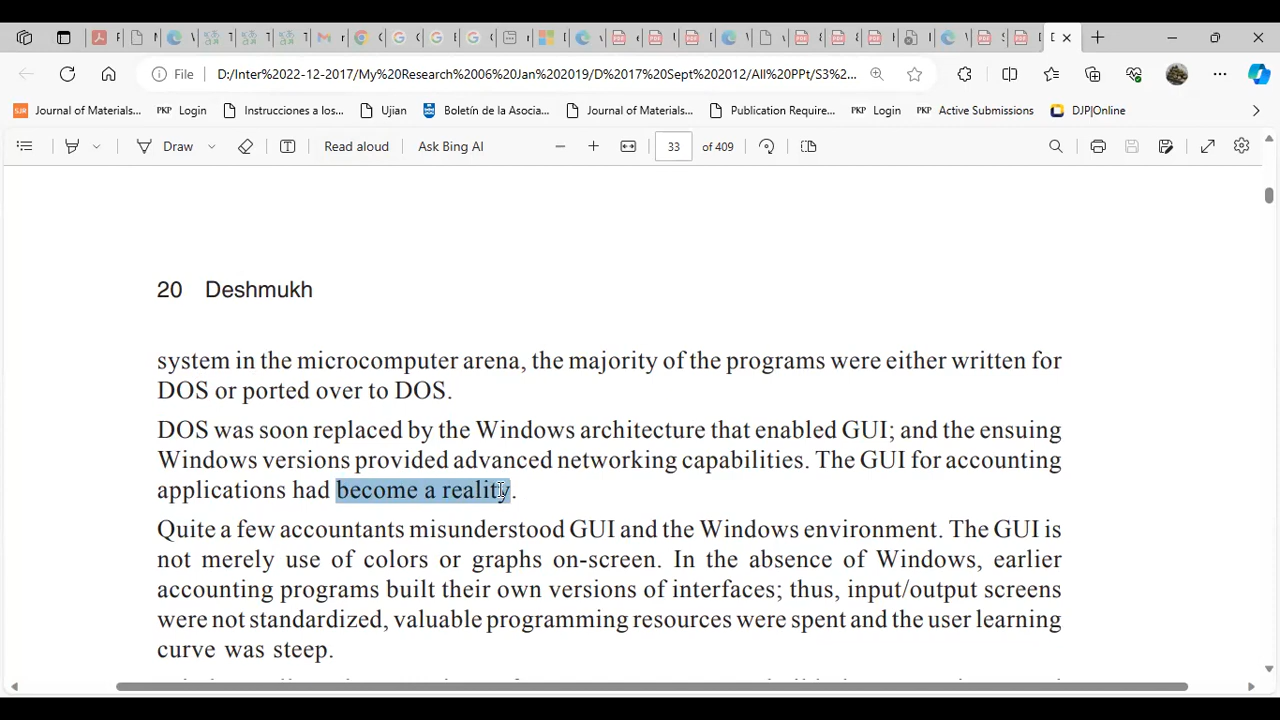 File
D:/Inter%2022-12-2017/My%20Research%2006%20Jan%2019/D%2017%20Sept%202012/All%20PPt/S3%2...
Journal of Materials...
PKP Login
Instrucciones a los...
Ujian
Boletín de la Asocia...
Journal of Materials...
Publication Require...
PKP Login
PKP Active Submissions
DJP|Online
Draw
Read aloud
Ask Bing AI
33 of 409
20 Deshmukh
system in the microcomputer arena, the majority of the programs were either written for
DOS or ported over to DOS.
DOS was soon replaced by the Windows architecture that enabled GUI; and the ensuing
Windows versions provided advanced networking capabilities. The GUI for accounting
applications had become a reality.
Quite a few accountants misunderstood GUI and the Windows environment. The GUI is
not merely use of colors or graphs on-screen. In the absence of Windows, earlier
accounting programs built their own versions of interfaces; thus, input/output screens
were not standardized, valuable programming resources were spent and the user learning
curve was steep.